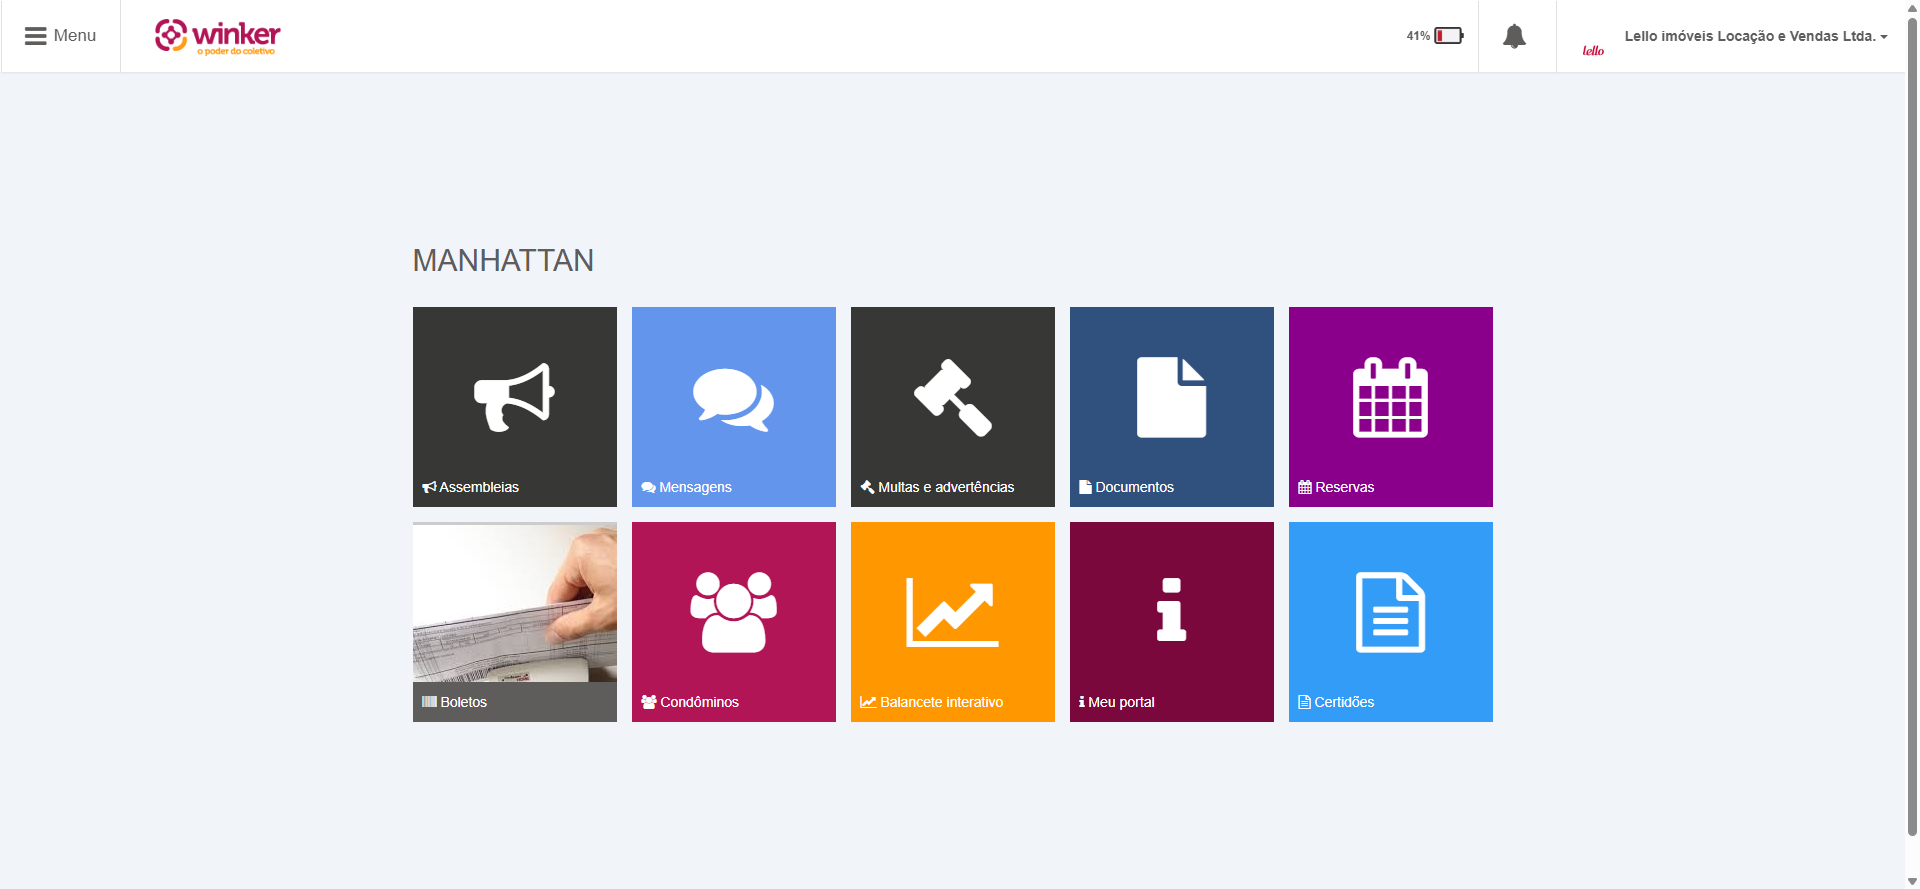 Menu
winker
o poder do coletivo
41%
lello
Lello imóveis Locação e Vendas Ltda.
MANHATTAN
Assembleias
Mensagens
Multas e advertências
Documentos
Reservas
Boletos
Condôminos
Balancete interativo
Meu portal
Certidões